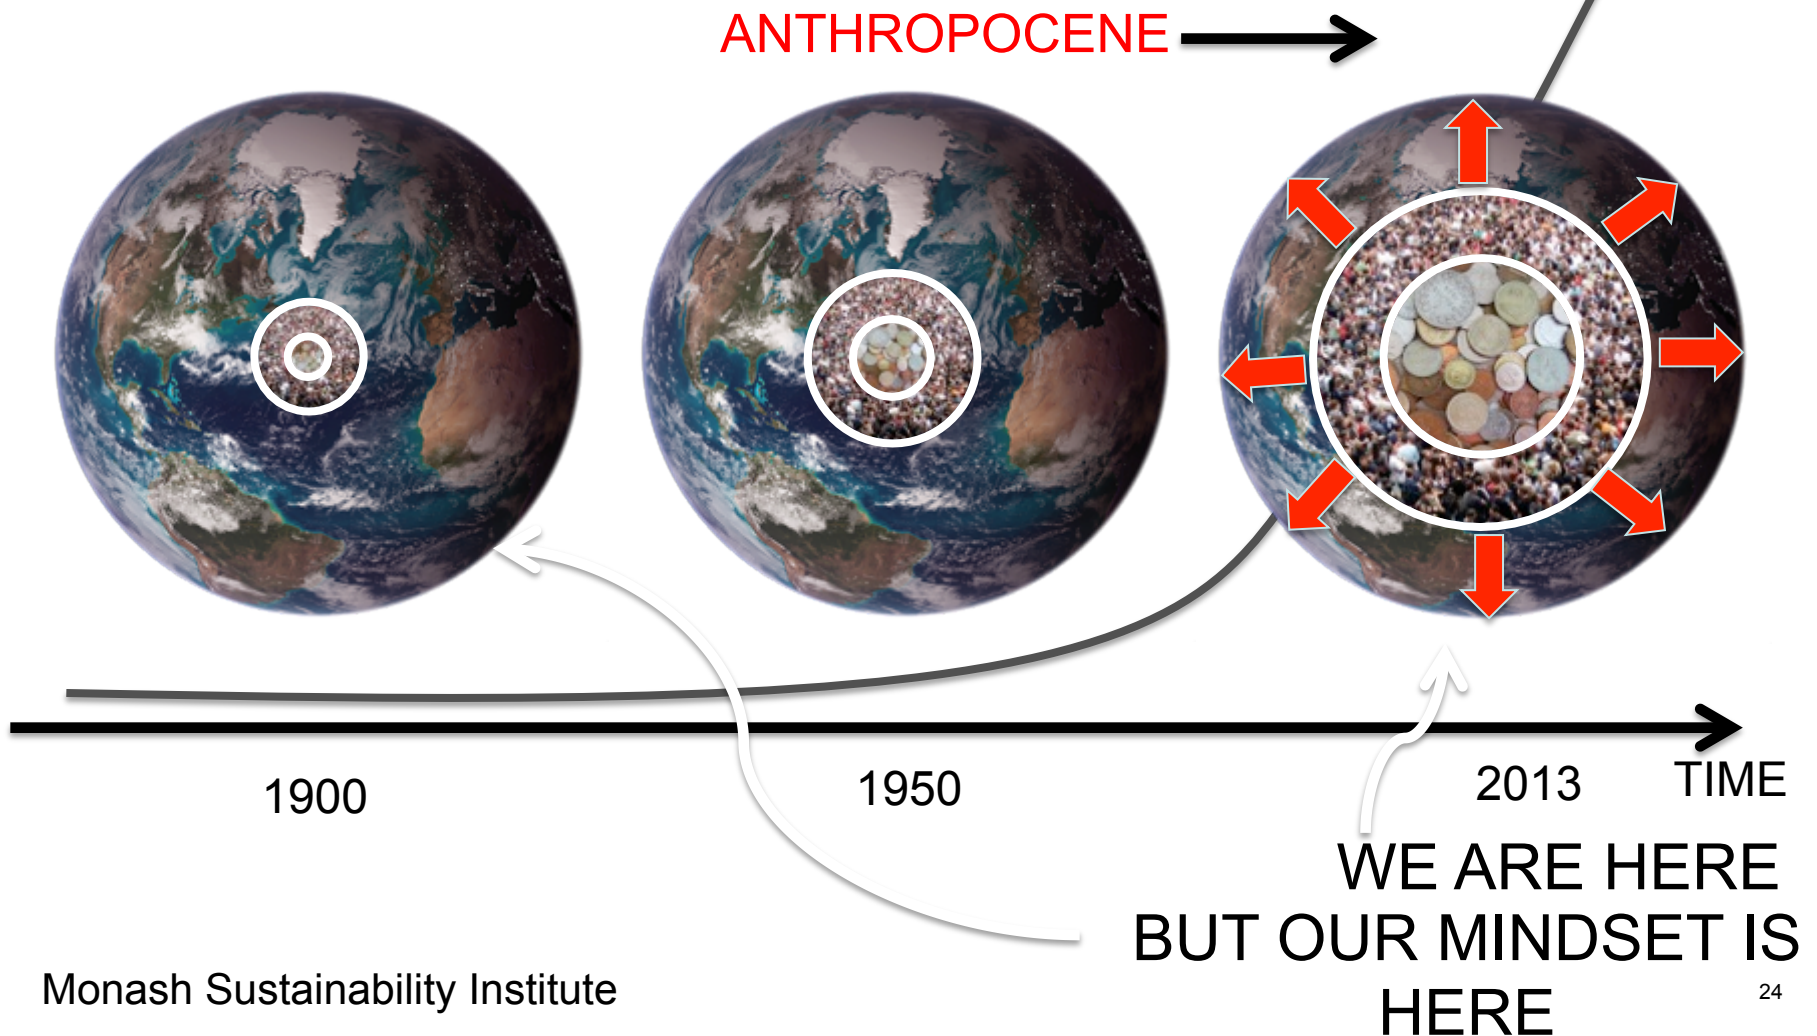 ANTHROPOCENE
1900
1950
2013
TIME
WE ARE HERE
BUT OUR MINDSET IS
HERE
Monash Sustainability Institute
24